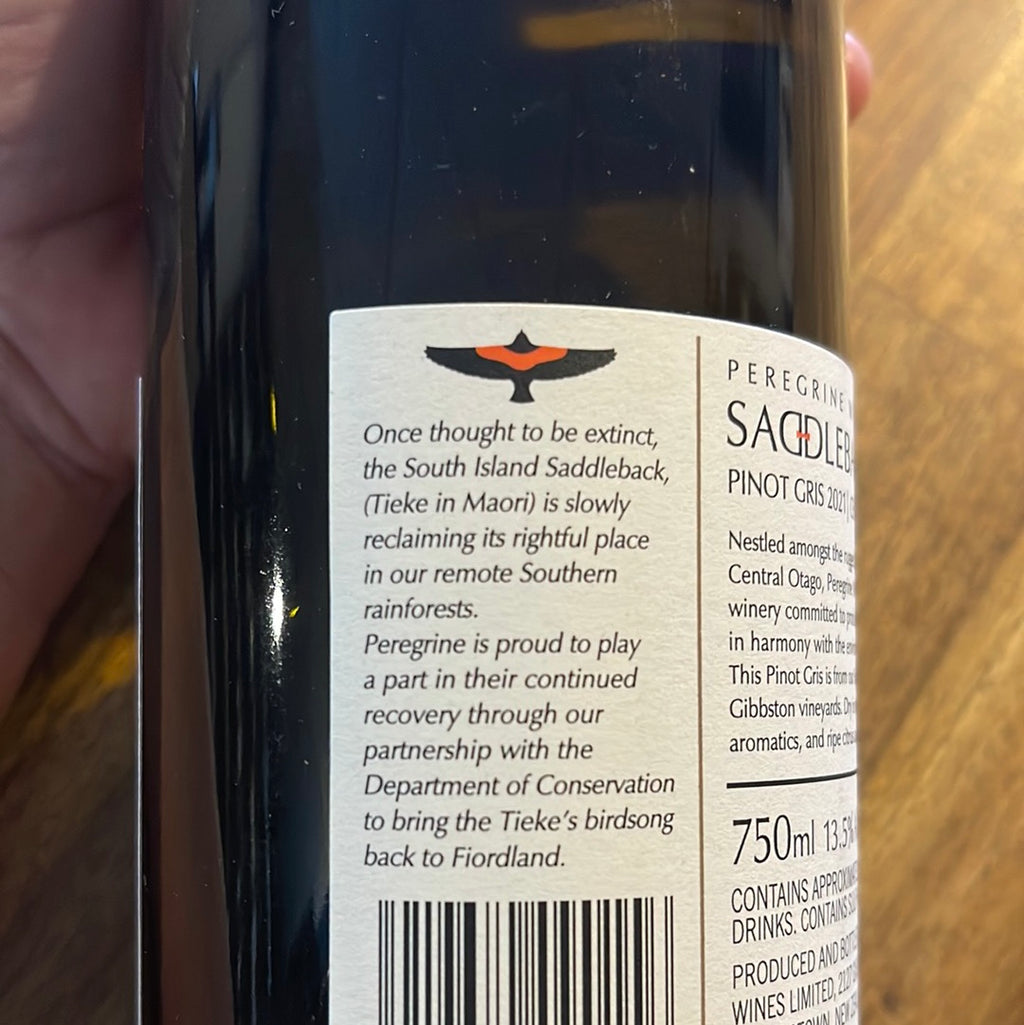 Once thought to be extinct,
the South Island Saddleback,
(Tieke in Maori) is slowly
reclaiming its rightful place
in our remote Southern
rainforests.
Peregrine is proud to play
a part in their continued
recovery through our
partnership with the
Department of Conservation
to bring the Tieke's birdsong
back to Fiordland.
PEREGRINE
SADDLEB
PINOT GRIS 2021
Nestled amongst the
Central Otago,
winery committed to
in harmony with the
This Pinot Gris is from
Gibbston vineyards.
aromatics, and ripe
750ml 13.5%
CONTAINS
DRINKS. CONTAINS
PRODUCED AND
WINES LIMITED,